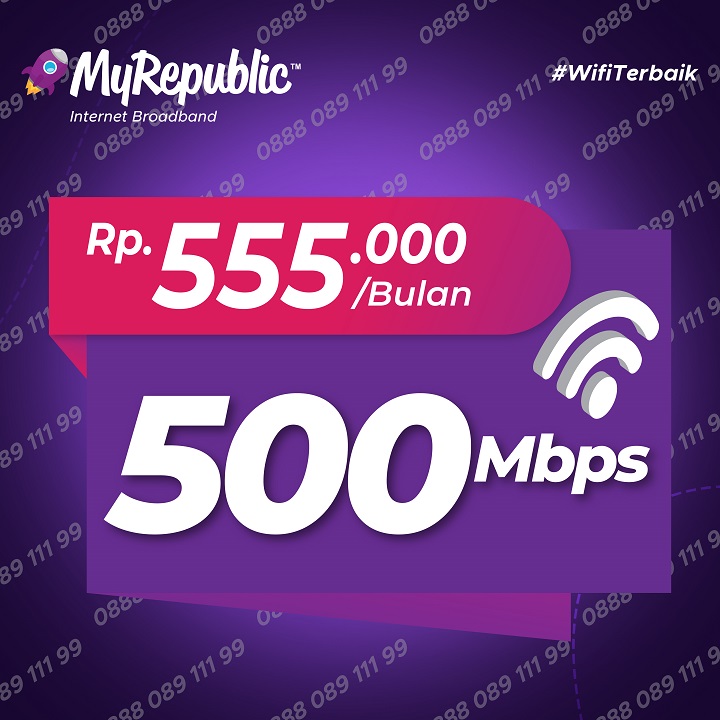 MyRepublic™
#WifiTerbaik
Internet Broadband
Rp. 555.000
/Bulan
500 Mbps
0888 089 111 99